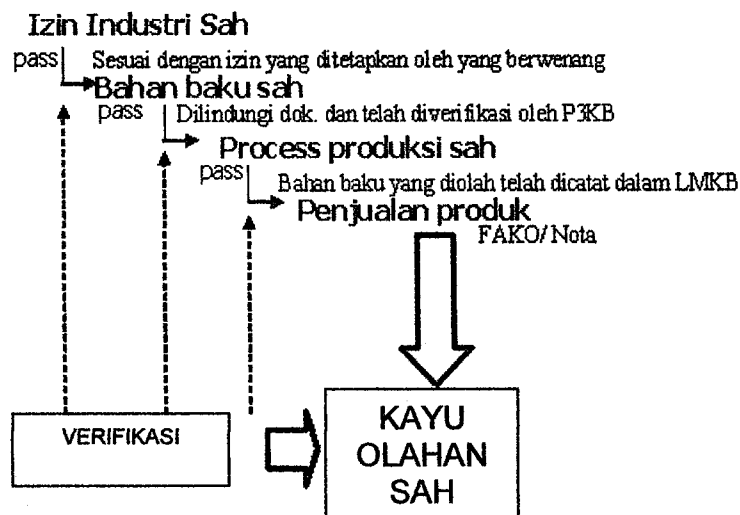 Izin Industri Sah
pass
Sesuai dengan izin yang ditetapkan oleh yang berwenang
Bahan baku sah
pass
Dilindungi dok. dan telah diverifikasi oleh P3KB
Process produksi sah
pass
Bahan baku yang diolah telah dicatat dalam LMKB
Penjualan produk
FAKO/ Nota
VERIFIKASI
KAYU
OLAHAN
SAH